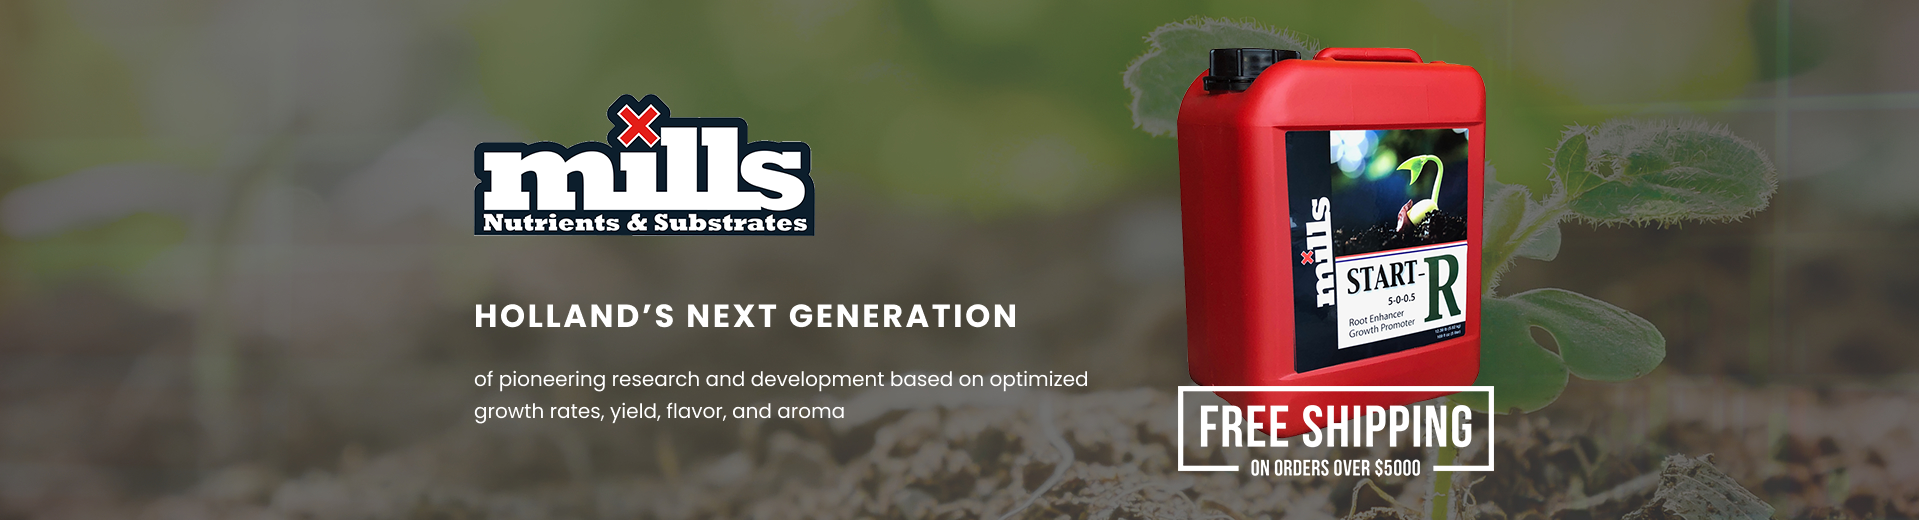 mills
Nutrients & Substrates
HOLLAND’S NEXT GENERATION
of pioneering research and development based on optimized
growth rates, yield, flavor, and aroma
mills
START-R
5-0-0.5
Root Enhancer
Growth Promoter
FREE SHIPPING
ON ORDERS OVER $5000